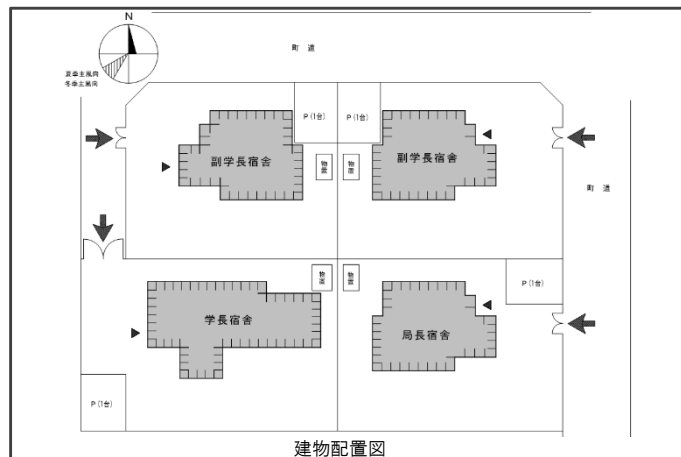 N
町 道
夏季主風向
冬季主風向
P (1台)
P (1台)
副学長宿舎
物置
物置
副学長宿舎
町 道
物置
物置
P (1台)
学長宿舎
局長宿舎
P (1台)
建物配置図